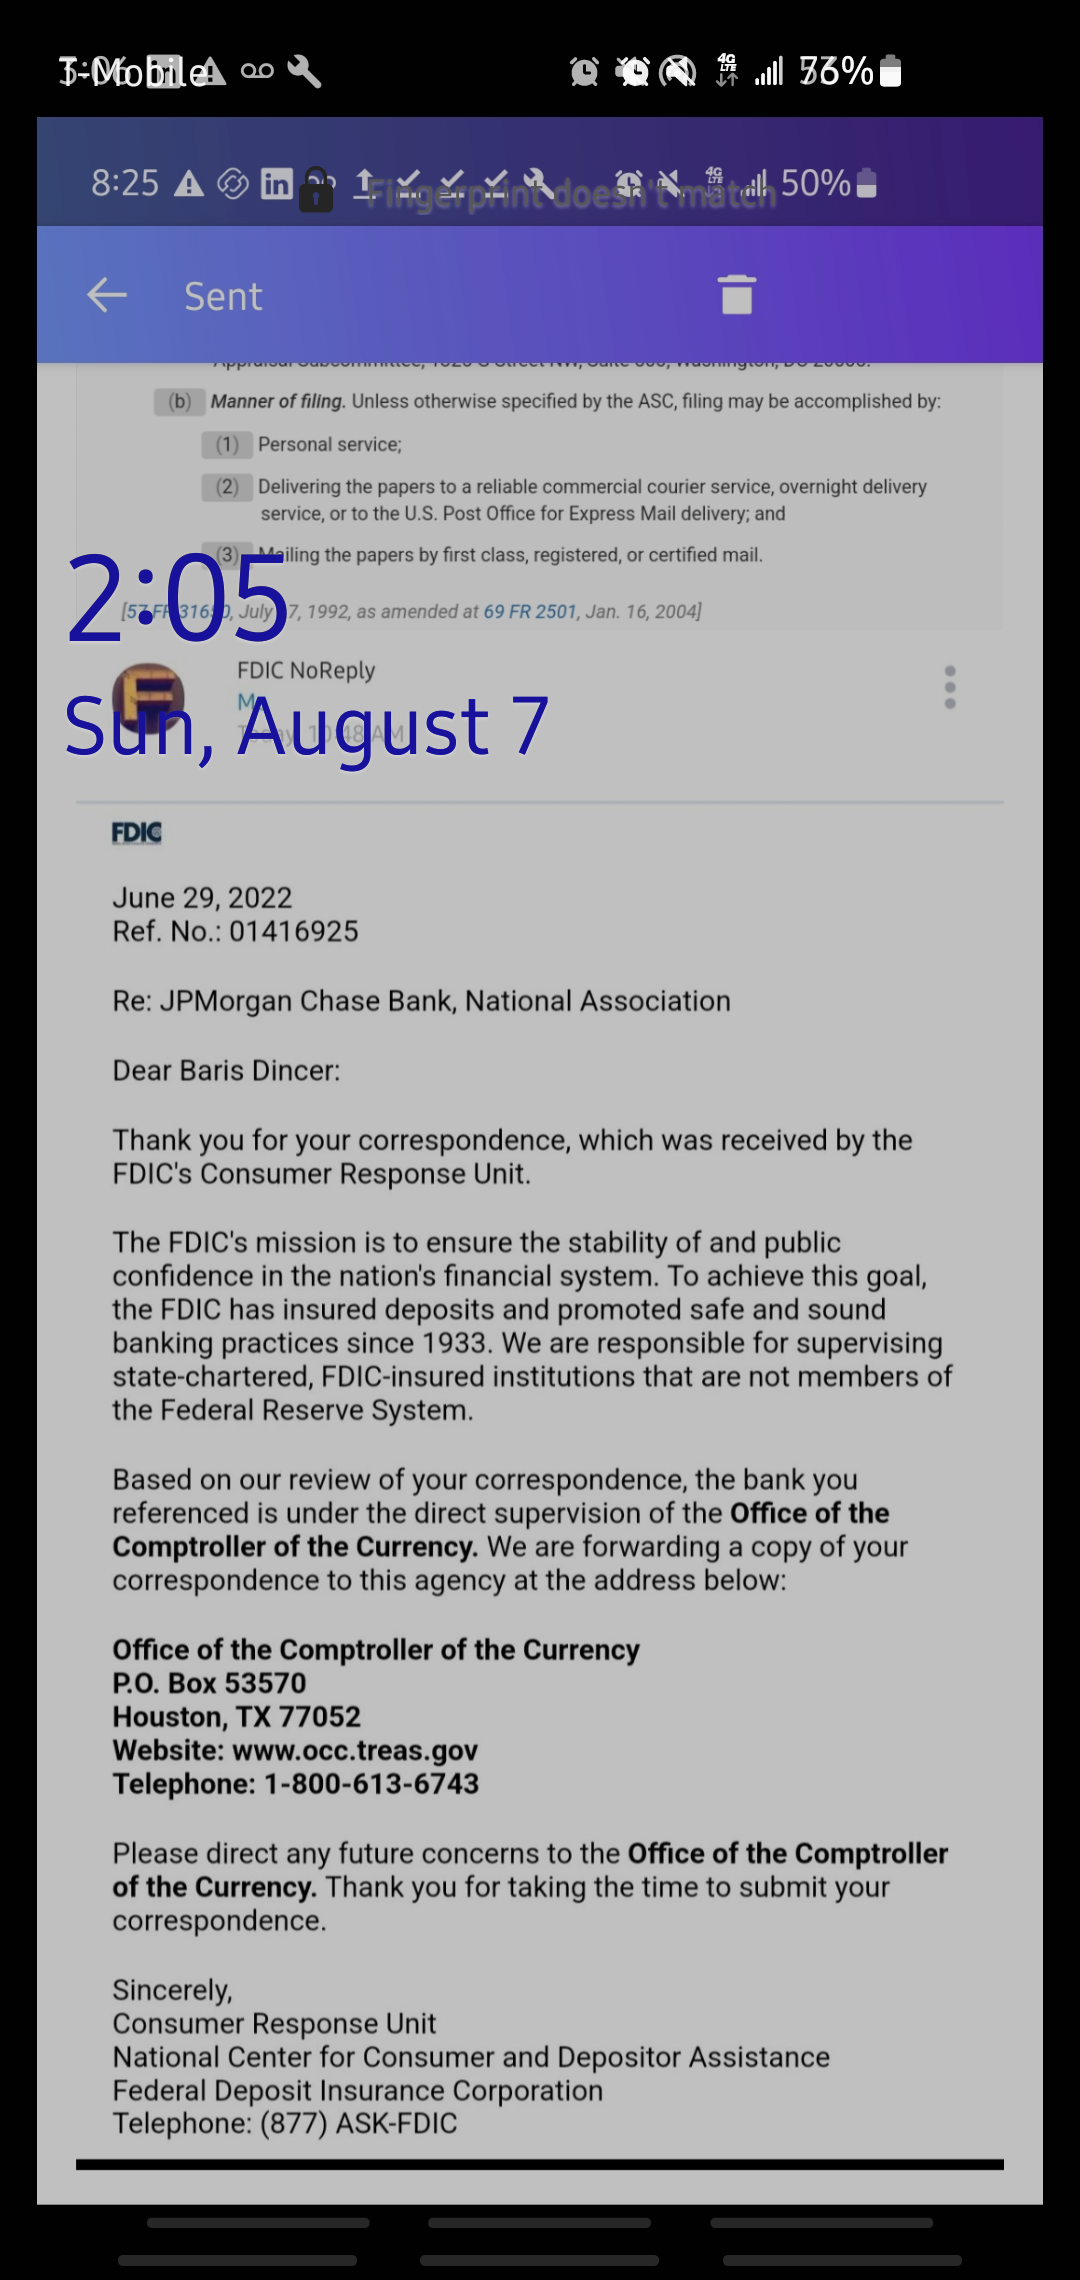 T-Mobile
8:25
50%
Fingerprint doesn't match
Sent
Appraisal Subcommittee, Street NW, Suite Washington, DC
(b) Manner of filing. Unless otherwise specified by the ASC, filing may be accomplished by:
(1) Personal service;
(2) Delivering the papers to a reliable commercial courier service, overnight delivery
service, or to the U.S. Post Office for Express Mail delivery; and
(3) Mailing the papers by first class, registered, or certified mail.
2:05
[57 FR 31650, July 17, 1992, as amended at 69 FR 2501, Jan. 16, 2004]
FDIC NoReply
Sun, August 7
FDIC
June 29, 2022
Ref. No.: 01416925
Re: JPMorgan Chase Bank, National Association
Dear Baris Dincer:
Thank you for your correspondence, which was received by the
FDIC's Consumer Response Unit.
The FDIC's mission is to ensure the stability of and public
confidence in the nation's financial system. To achieve this goal,
the FDIC has insured deposits and promoted safe and sound
banking practices since 1933. We are responsible for supervising
state-chartered, FDIC-insured institutions that are not members of
the Federal Reserve System.
Based on our review of your correspondence, the bank you
referenced is under the direct supervision of the Office of the
Comptroller of the Currency. We are forwarding a copy of your
correspondence to this agency at the address below:
Office of the Comptroller of the Currency
P.O. Box 53570
Houston, TX 77052
Website: www.occ.treas.gov
Telephone: 1-800-613-6743
Please direct any future concerns to the Office of the Comptroller
of the Currency. Thank you for taking the time to submit your
correspondence.
Sincerely,
Consumer Response Unit
National Center for Consumer and Depositor Assistance
Federal Deposit Insurance Corporation
Telephone: (877) ASK-FDIC